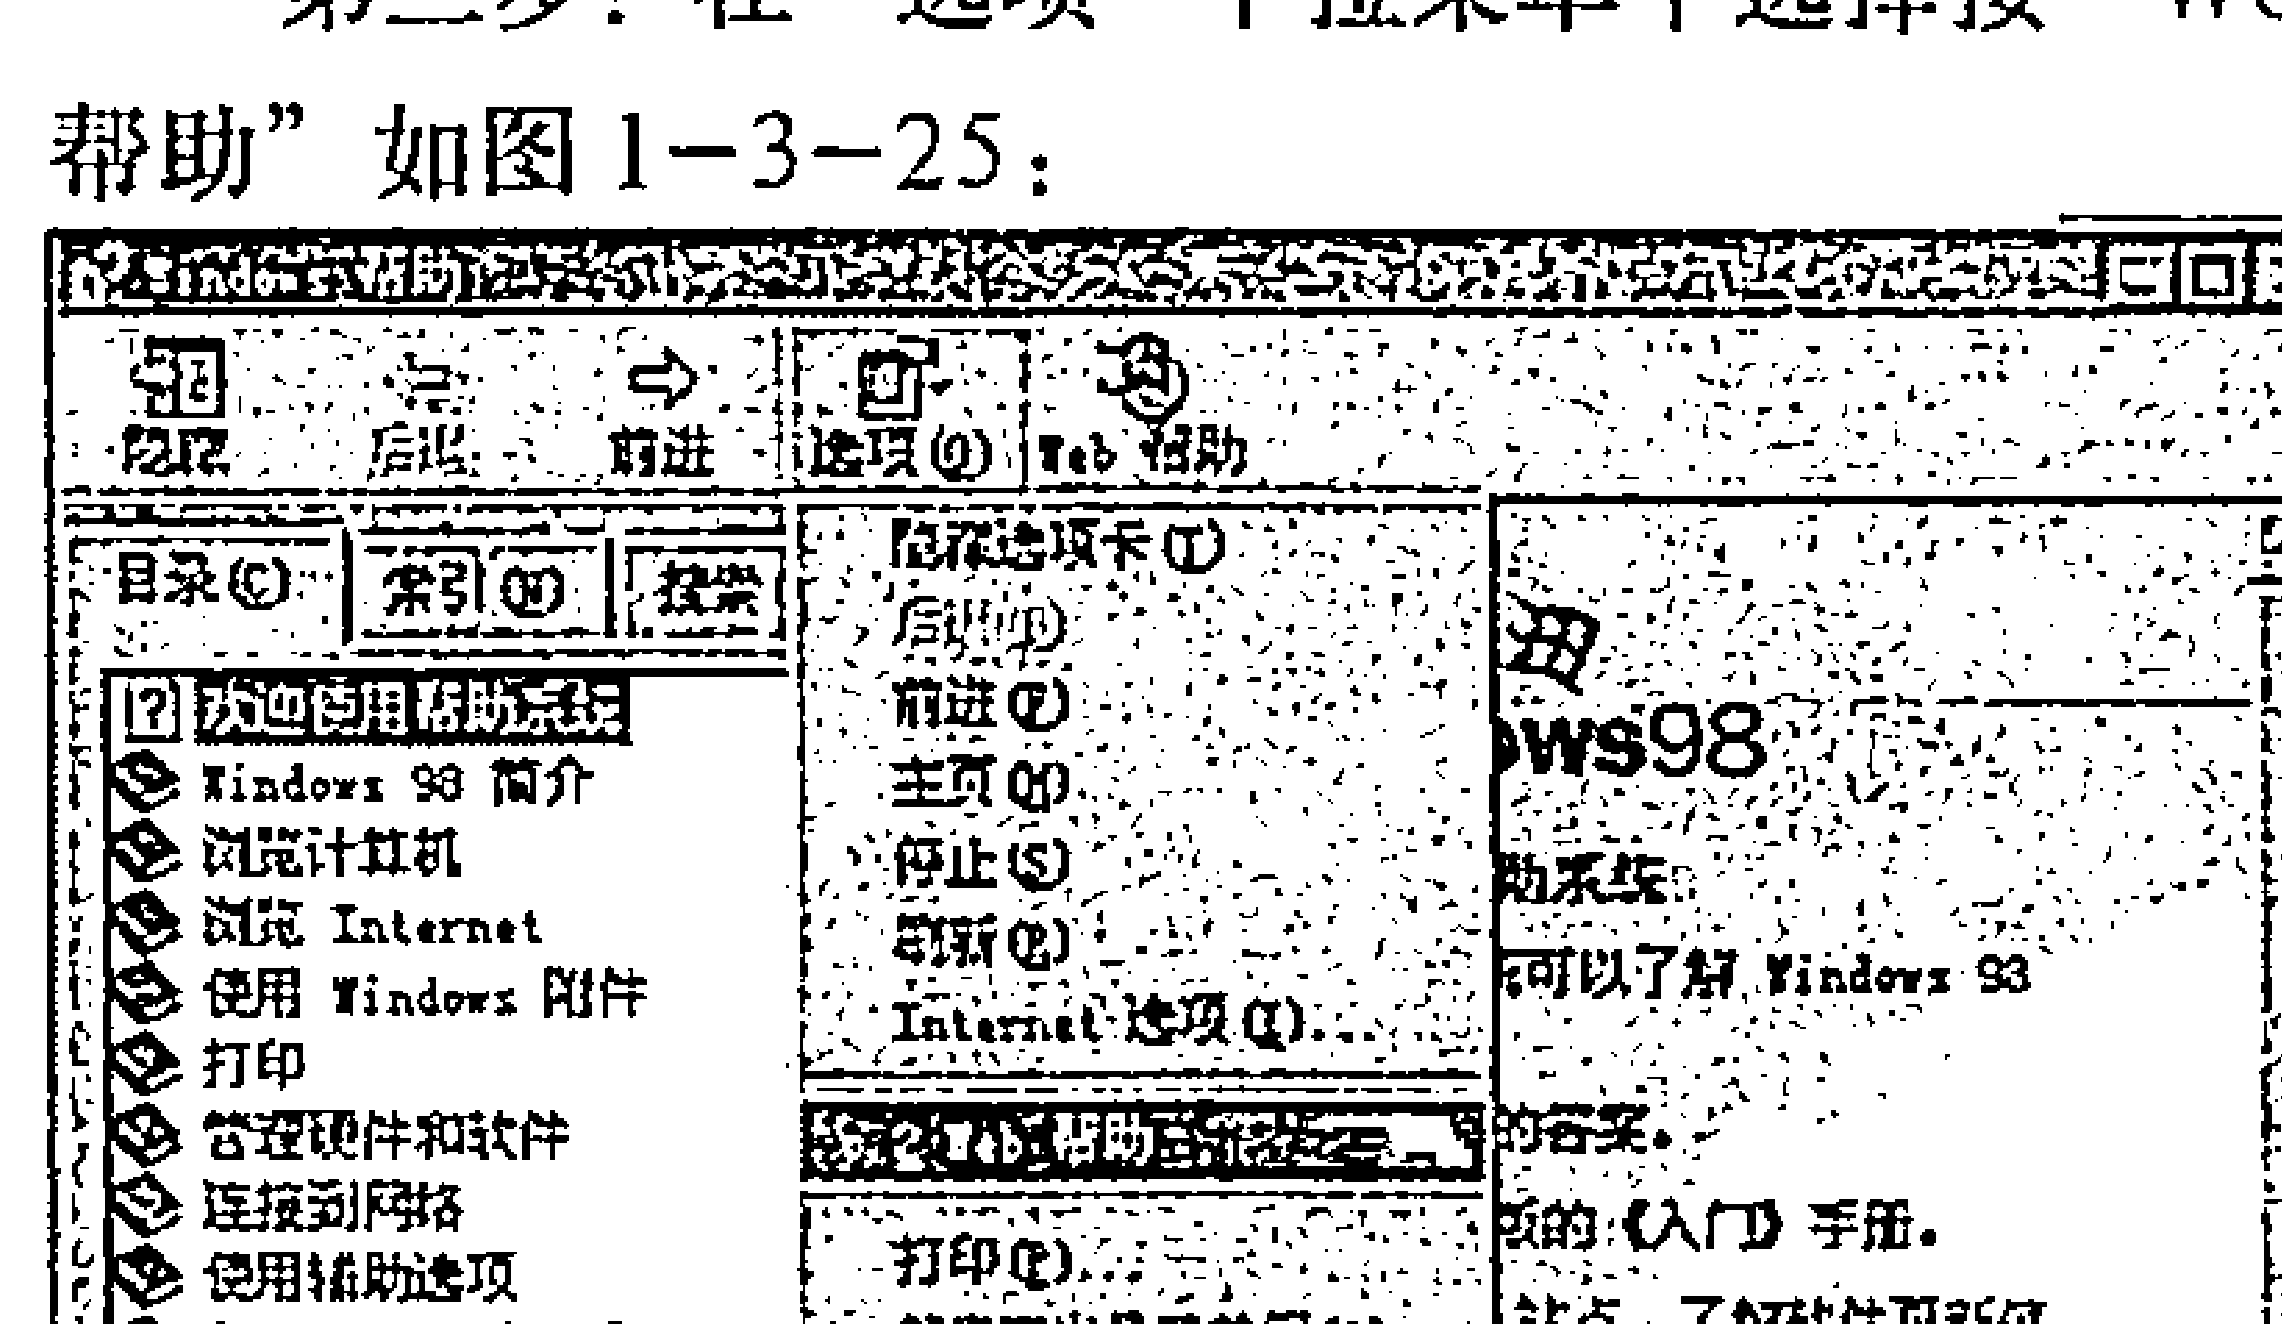 帮助” 如图 1-3-25：
隐藏 后退 前进 选项(O) Web 帮助
目录(C) 索引(N) 搜索
欢迎使用帮助系统
Windows 98 简介
浏览计算机
浏览 Internet
使用 Windows 附件
打印
管理硬件和软件
连接到网络
使用辅助选项
隐藏选项卡(T)
后退(B)
前进(F)
主页(H)
停止(S)
刷新(R)
Internet 选项(I)...
打印(P)...
ows98
助系统
可以了解 Windows 98
的答案.
的《入门》手册.